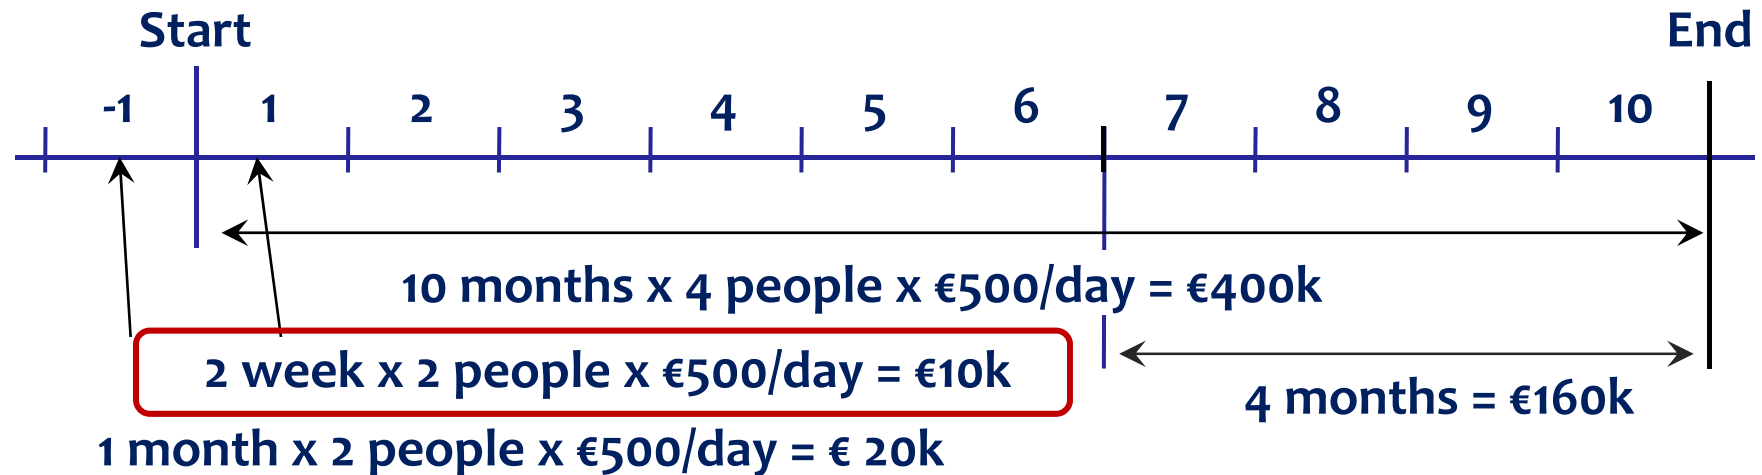 Start End
-1 1 2 3 4 5 6 7 8 9 10
10 months x 4 people x €500/day = €400k
2 week x 2 people x €500/day = €10k
4 months = €160k
1 month x 2 people x €500/day = € 20k